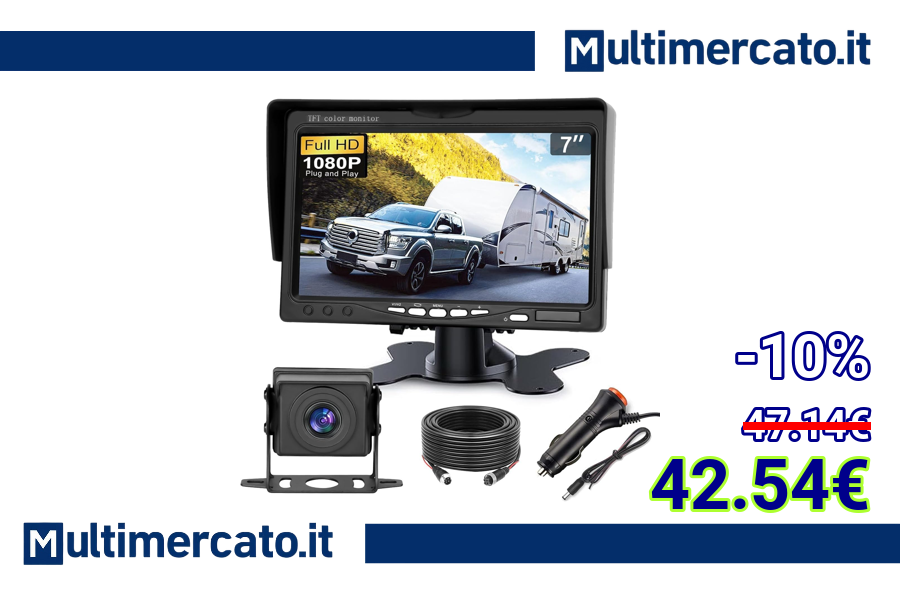 Multimercato.it
TFT color monitor
Full HD
1080P
Plug and Play
7"
MENU
-10%
47.14€
42.54€
Multimercato.it